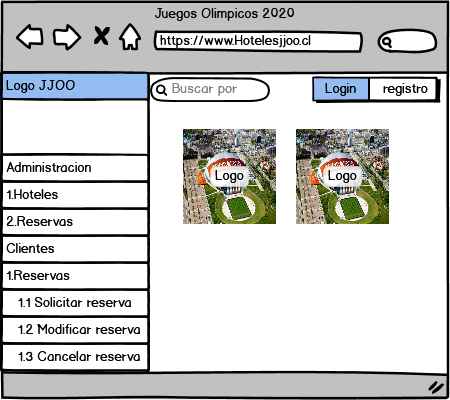 Juegos Olimpicos 2020
https://www.Hotelesjjoo.cl
Logo JJOO
Buscar por
Login
registro
Logo
Logo
Administracion
1.Hoteles
2.Reservas
Clientes
1.Reservas
1.1 Solicitar reserva
1.2 Modificar reserva
1.3 Cancelar reserva